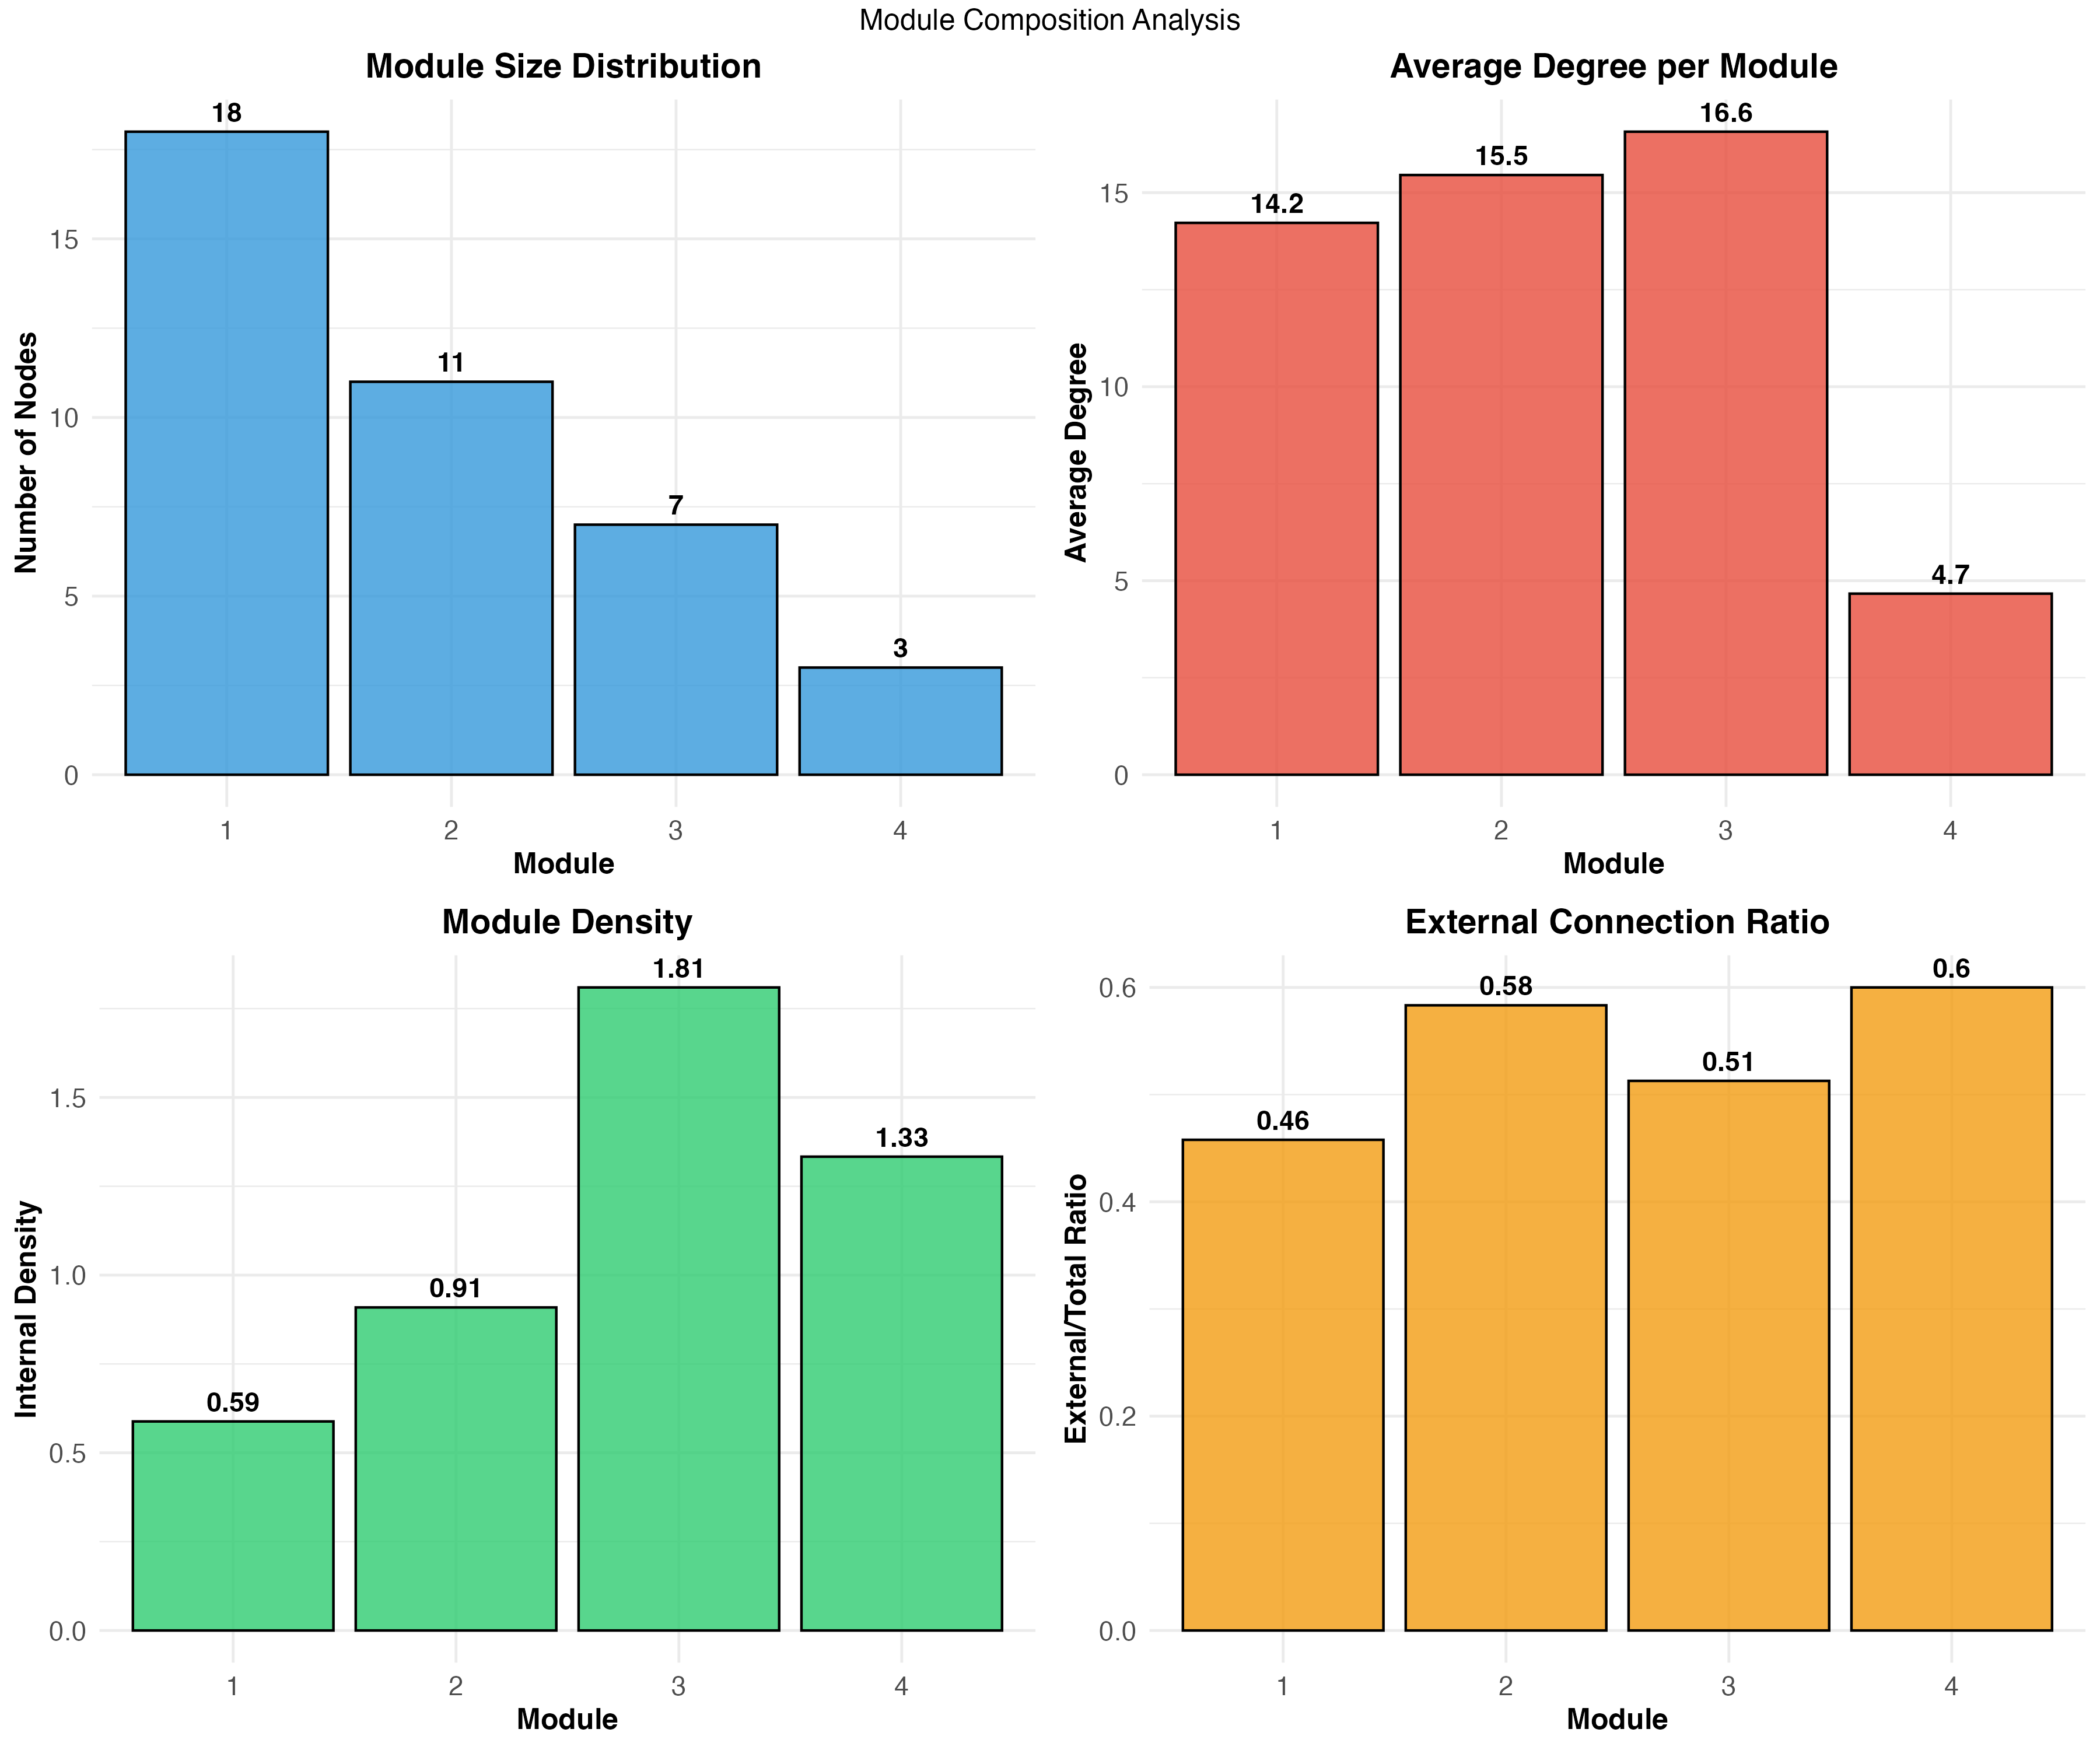 Module Composition Analysis
Module Size Distribution
18
11
7
3
15
10
5
0
Number of Nodes
1 2 3 4
Module
Average Degree per Module
14.2
15.5
16.6
4.7
15
10
5
0
Average Degree
1 2 3 4
Module
Module Density
0.59
0.91
1.81
1.33
1.5
1.0
0.5
0.0
Internal Density
1 2 3 4
Module
External Connection Ratio
0.46
0.58
0.51
0.6
0.6
0.4
0.2
0.0
External/Total Ratio
1 2 3 4
Module